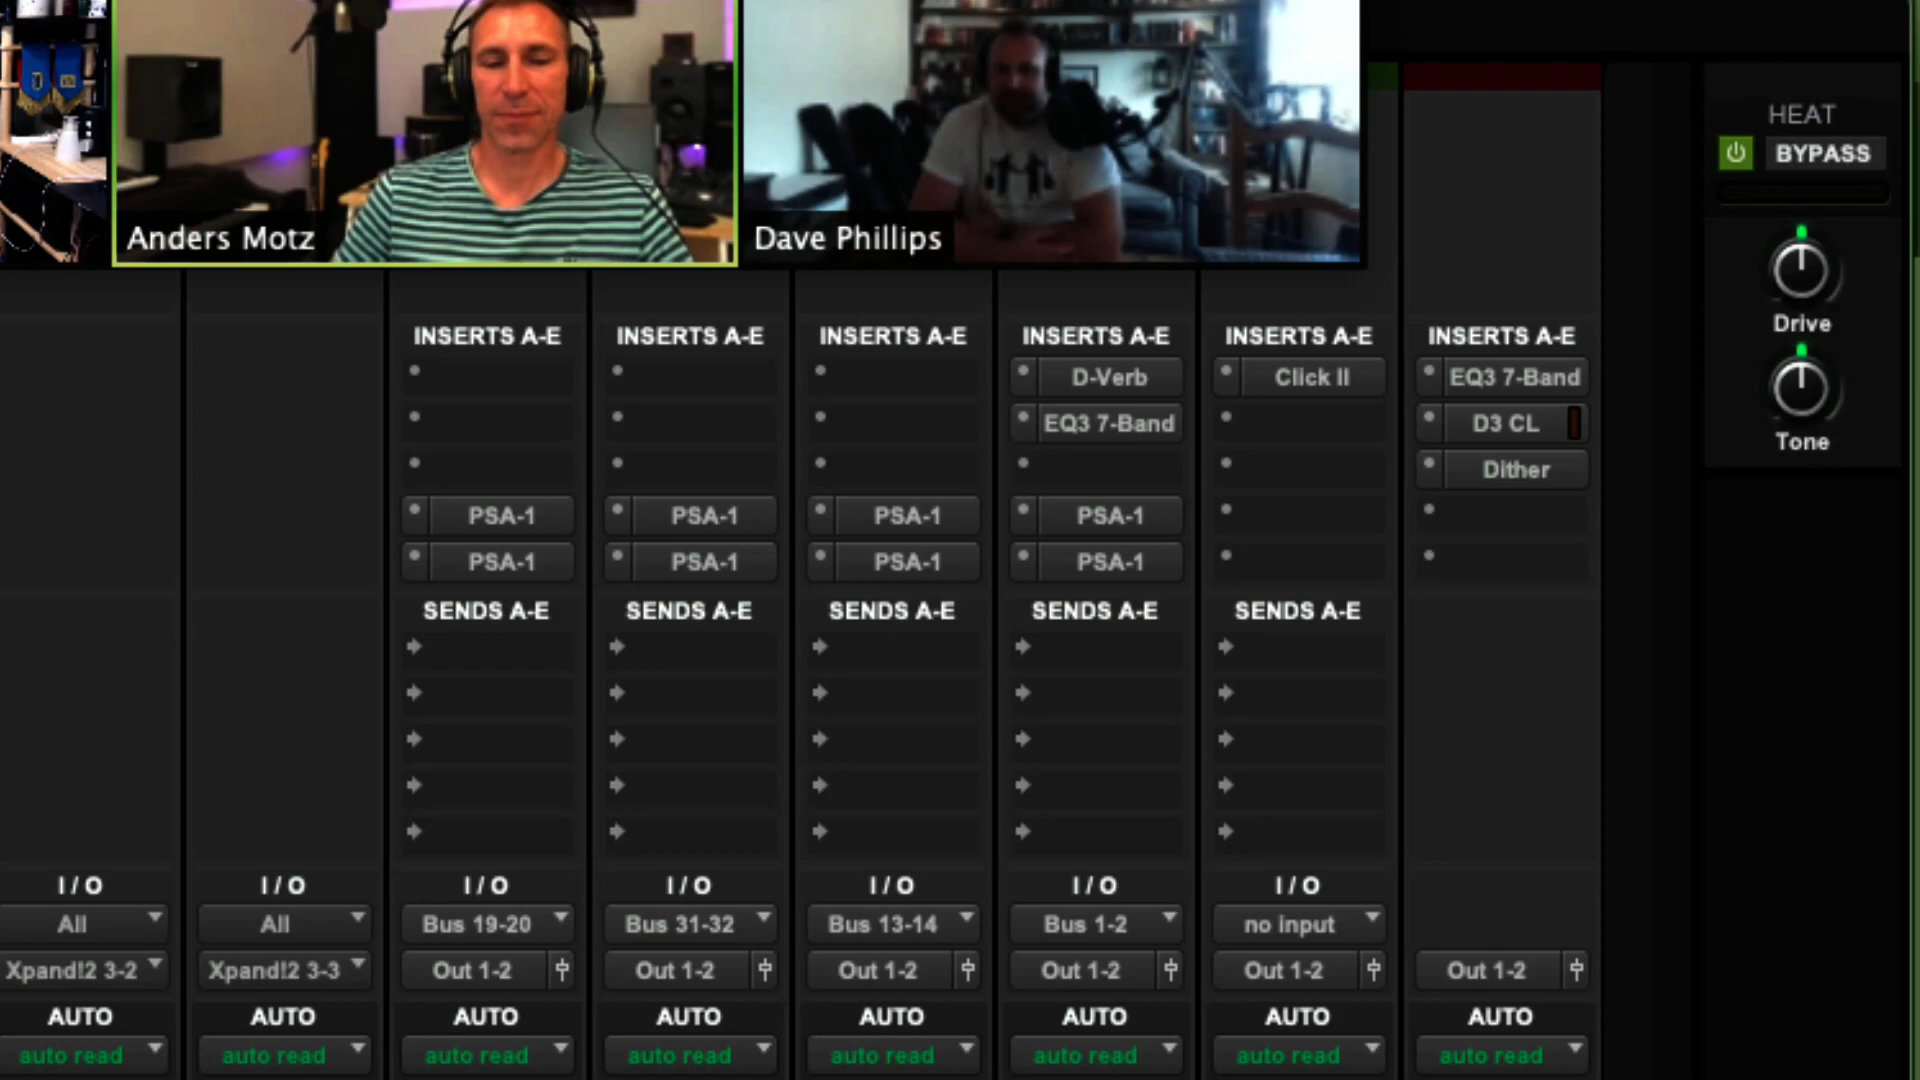 Anders Motz
Dave Phillips
HEAT
BYPASS
Drive
Tone
INSERTS A-E INSERTS A-E INSERTS A-E INSERTS A-E INSERTS A-E INSERTS A-E
D-Verb Click II EQ3 7-Band
EQ3 7-Band D3 CL
Dither
PSA-1 PSA-1 PSA-1 PSA-1
PSA-1 PSA-1 PSA-1 PSA-1
SENDS A-E SENDS A-E SENDS A-E SENDS A-E SENDS A-E
I / O I / O I / O I / O I / O I / O I / O
All All Bus 19-20 Bus 31-32 Bus 13-14 Bus 1-2 no input
Xpand!2 3-2 Xpand!2 3-3 Out 1-2 Out 1-2 Out 1-2 Out 1-2 Out 1-2 Out 1-2
AUTO AUTO AUTO AUTO AUTO AUTO AUTO AUTO
auto read auto read auto read auto read auto read auto read auto read auto read